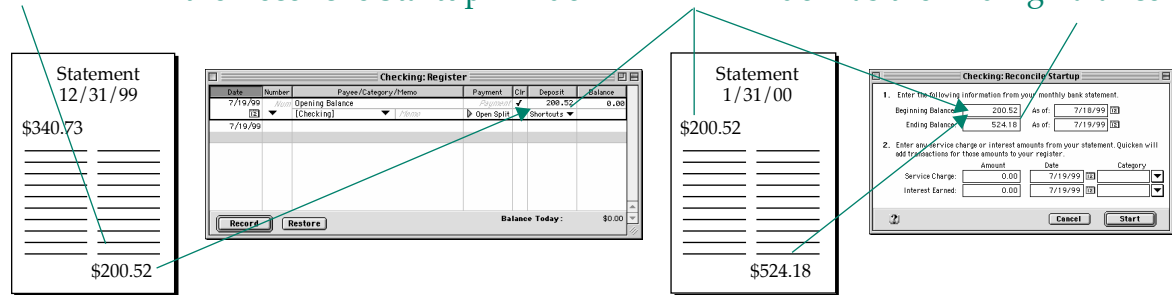 Statement
12/31/99
$340.73
$200.52
Checking: Register
Date Number Payee/Category/Memo Payment Clr Deposit Balance
7/19/99 Num Opening Balance Payment ✓ 200.52 0.00
[Checking] Memo Open Split Shortcuts
7/19/99
Balance Today: $0.00
Record Restore
Statement
1/31/00
$200.52
$524.18
Checking: Reconcile Startup
1. Enter the following information from your monthly bank statement.
Beginning Balance: 200.52 As of: 7/18/99
Ending Balance: 524.18 As of: 7/19/99
2. Enter any service charge or interest amounts from your statement. Quicken will
add transactions for those amounts to your register.
Amount Date Category
Service Charge: 0.00 7/19/99
Interest Earned: 0.00 7/19/99
Cancel Start